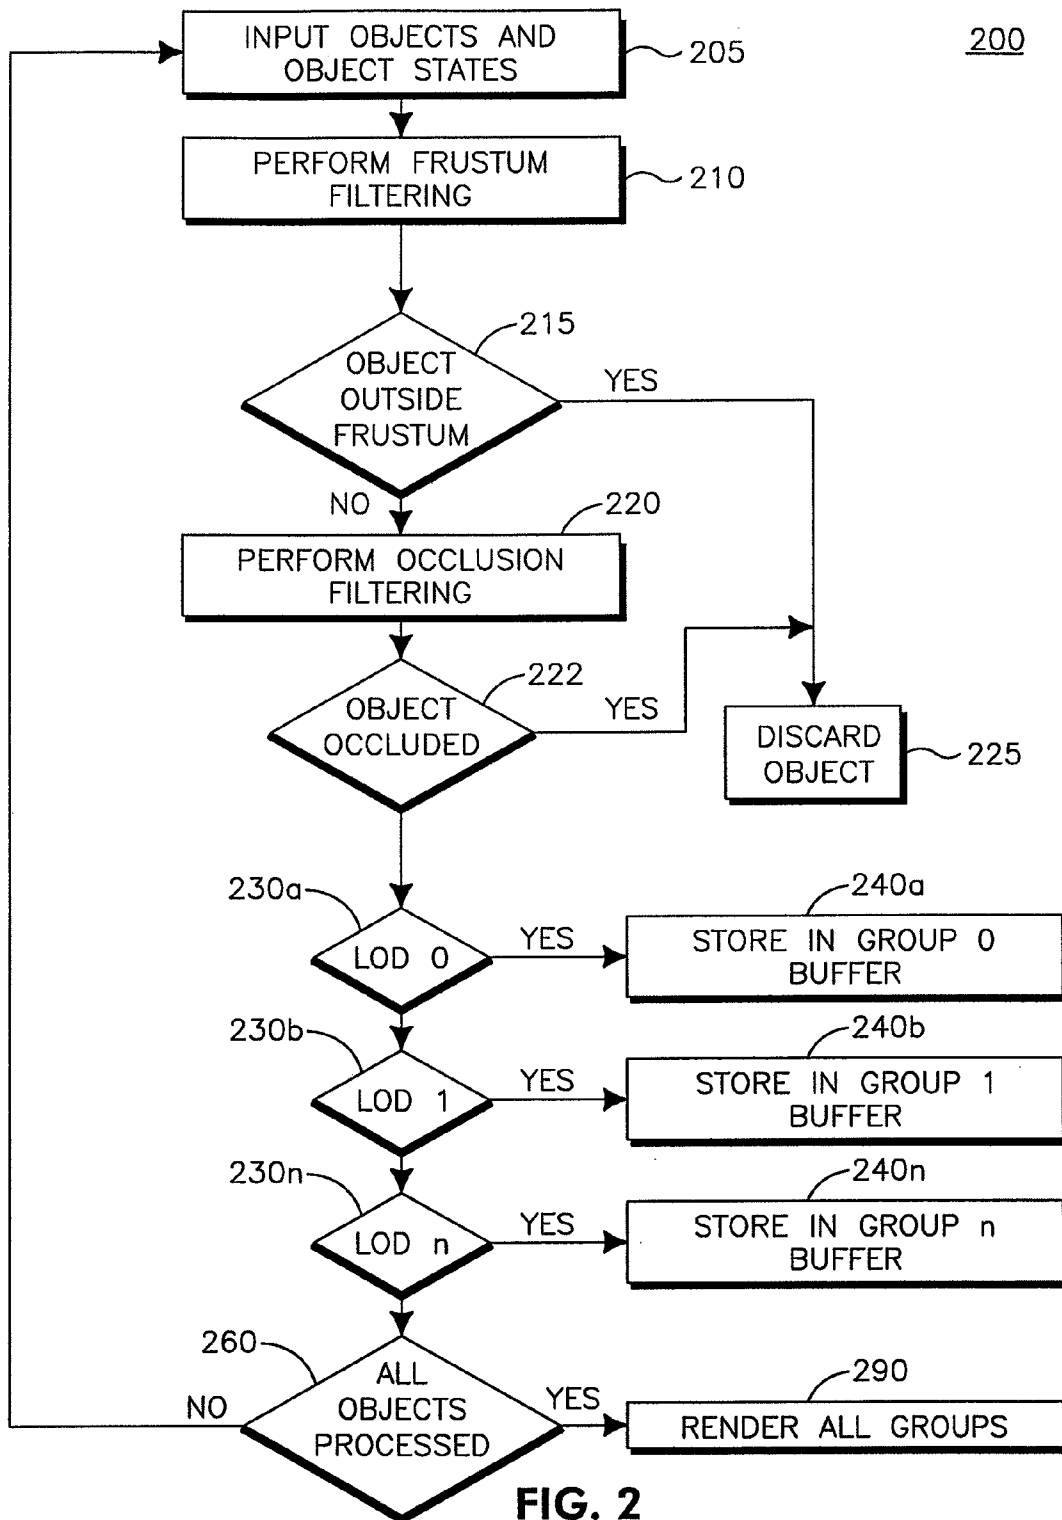 200
INPUT OBJECTS AND
OBJECT STATES
205
PERFORM FRUSTUM
FILTERING
210
215
OBJECT
OUTSIDE
FRUSTUM
YES
NO
220
PERFORM OCCLUSION
FILTERING
222
OBJECT
OCCLUDED
YES
DISCARD
OBJECT
225
230a
LOD 0
YES
240a
STORE IN GROUP 0
BUFFER
230b
LOD 1
YES
240b
STORE IN GROUP 1
BUFFER
230n
LOD n
YES
240n
STORE IN GROUP n
BUFFER
260
ALL
OBJECTS
PROCESSED
NO
YES
290
RENDER ALL GROUPS
FIG. 2